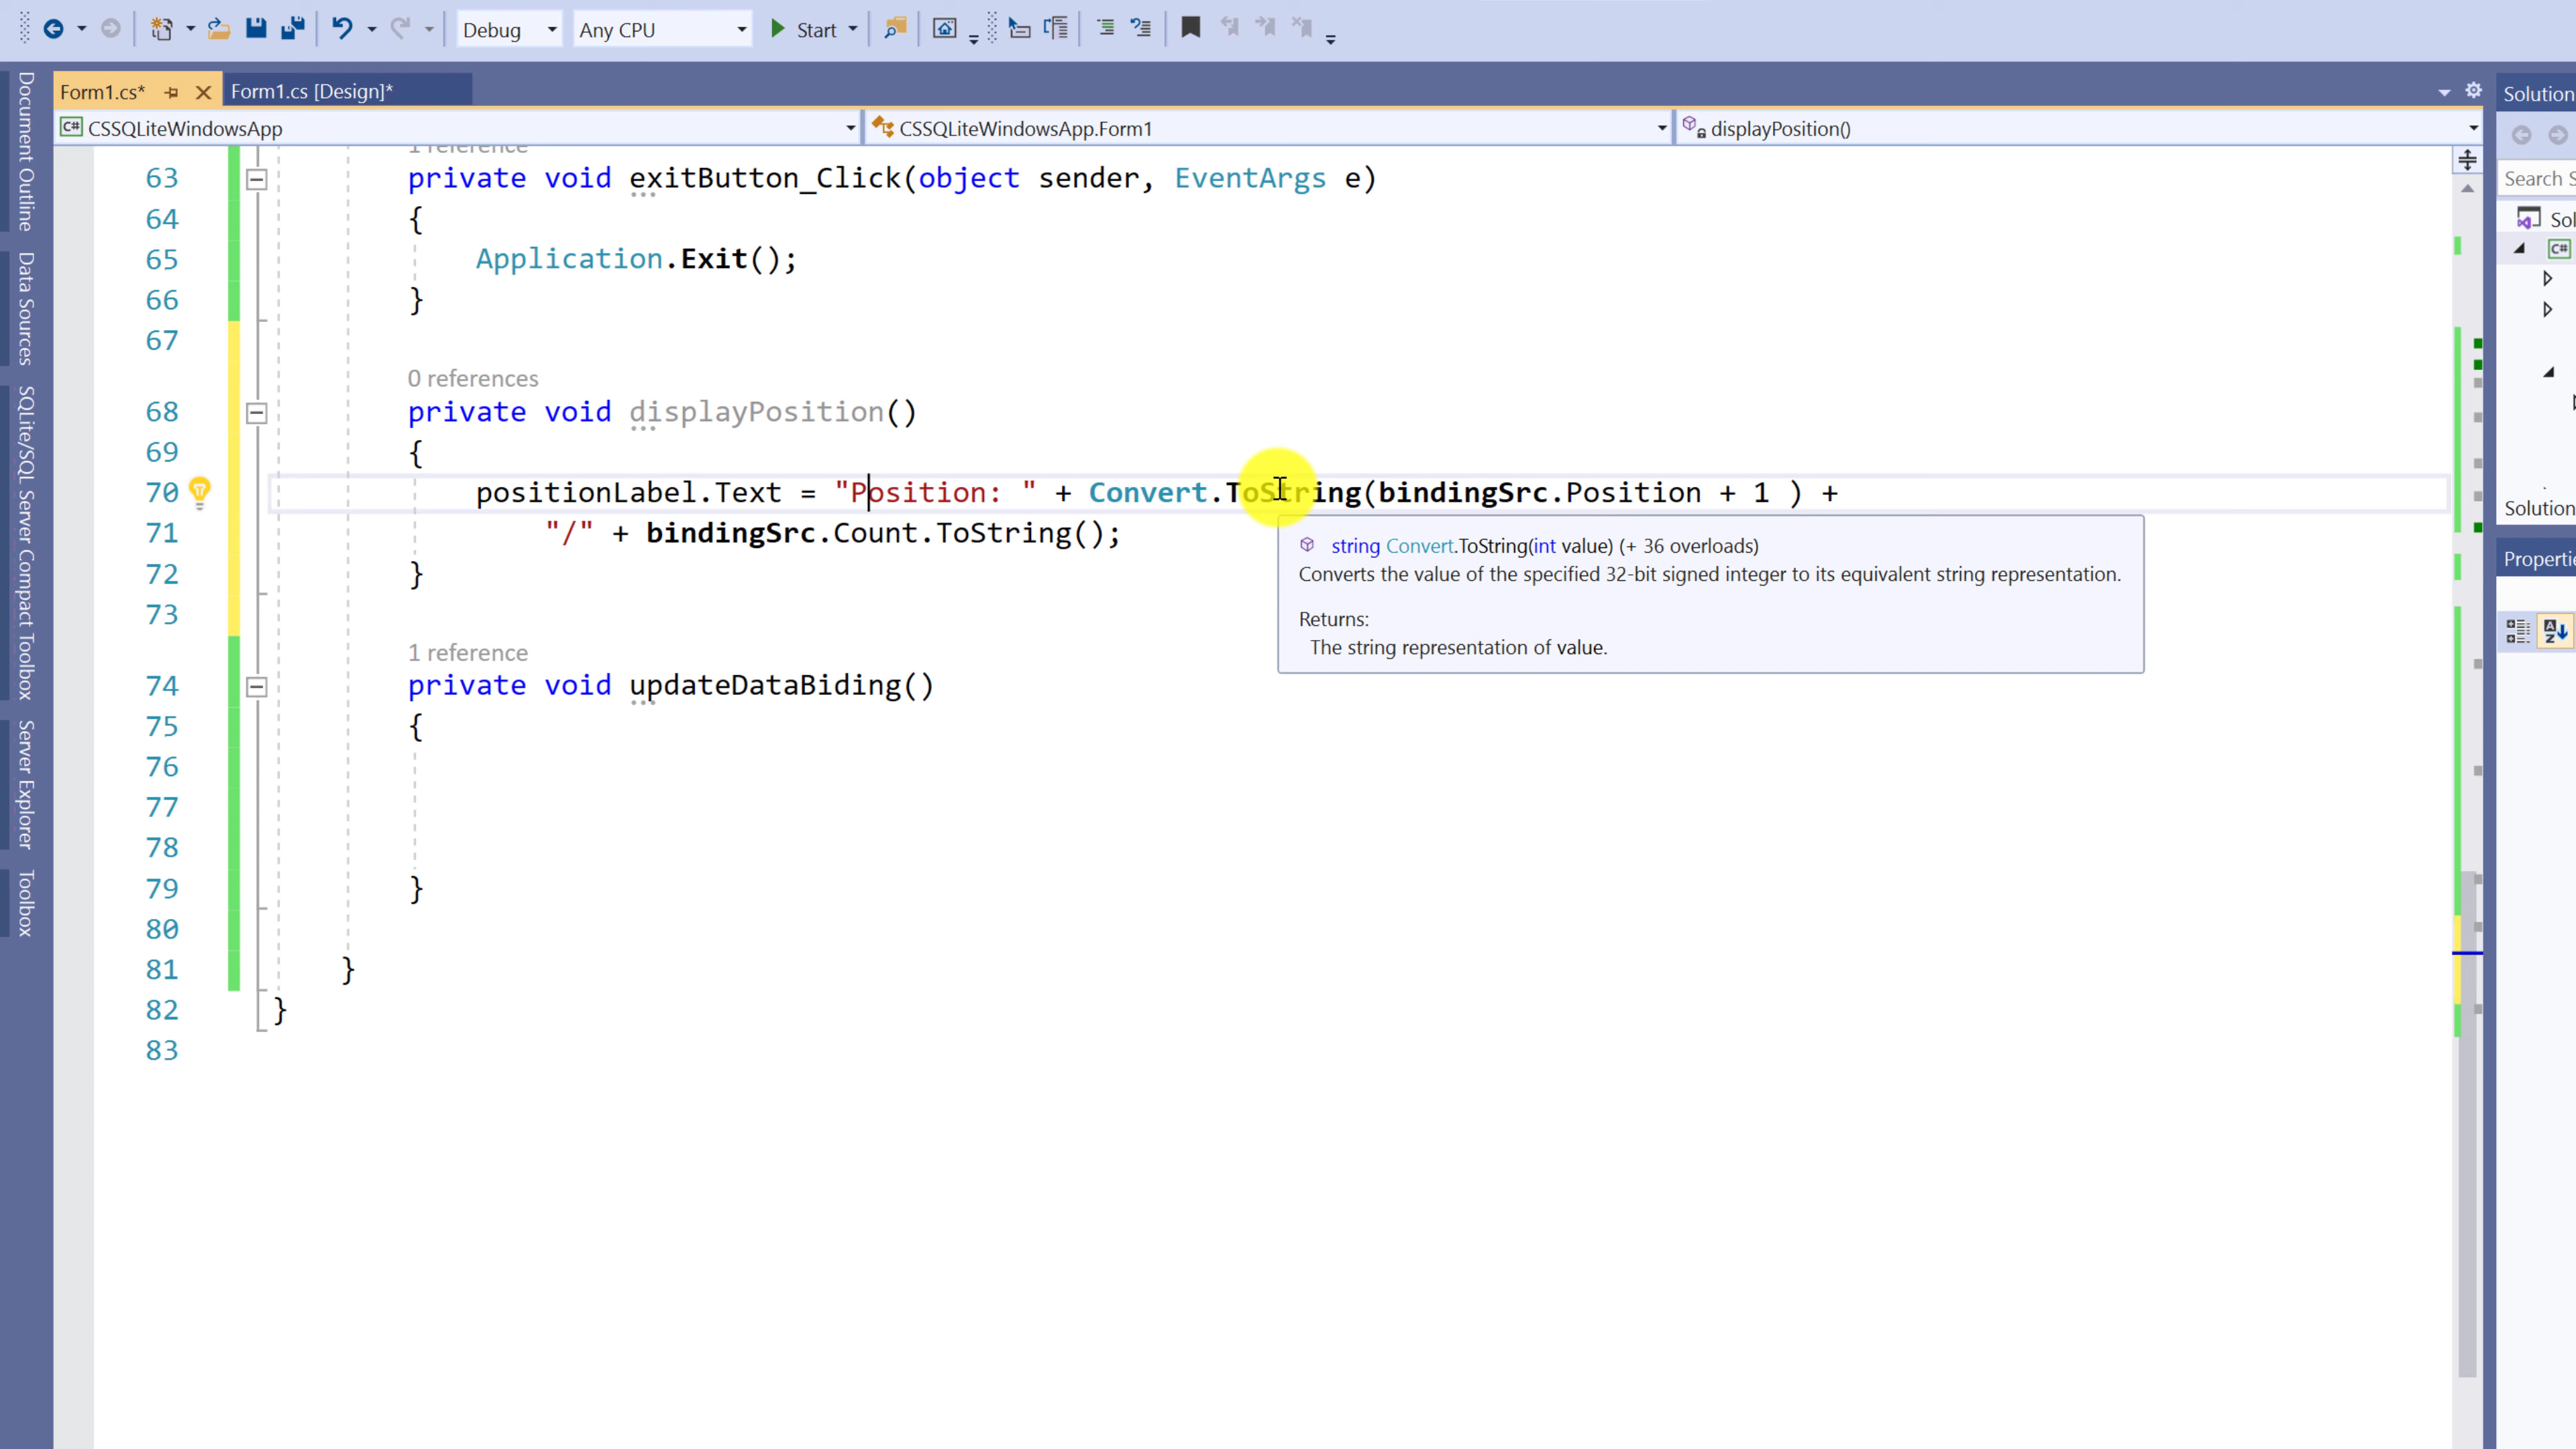 Debug
Any CPU
Start
Form1.cs*
Form1.cs [Design]*
Solution
CSSQLiteWindowsApp
CSSQLiteWindowsApp.Form1
displayPosition()
Document Outline
Data Sources
SQLite/SQL Server Compact Toolbox
Server Explorer
Toolbox
1 reference
63 private void exitButton_Click(object sender, EventArgs e)
64 {
65 Application.Exit();
66 }
67
0 references
68 private void displayPosition()
69 {
70 positionLabel.Text = "Position: " + Convert.ToString(bindingSrc.Position + 1 ) +
71 "/" + bindingSrc.Count.ToString();
72 }
73
string Convert.ToString(int value) (+ 36 overloads)
Converts the value of the specified 32-bit signed integer to its equivalent string representation.
Returns:
The string representation of value.
1 reference
74 private void updateDataBiding()
75 {
76
77
78
79 }
80
81 }
82 }
83
Search S
Sol
C#
Solution
Properti